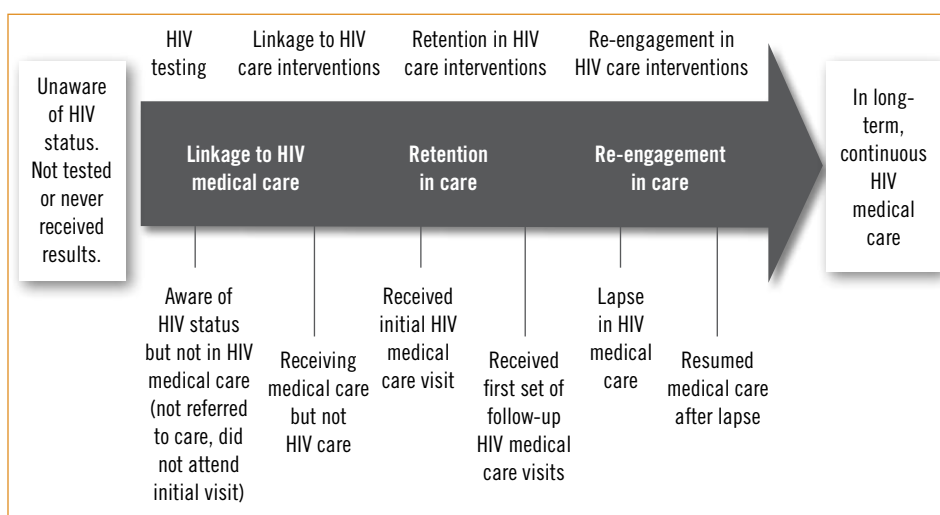 HIV
testing
Linkage to HIV
care interventions
Retention in HIV
care interventions
Re-engagement in
HIV care interventions
Unaware
of HIV
status.
Not tested
or never
received
results.
Linkage to HIV
medical care
Retention
in care
Re-engagement
in care
In long-
term,
continuous
HIV
medical
care
Aware of
HIV status
but not in HIV
medical care
(not referred
to care, did
not attend
initial visit)
Receiving
medical care
but not
HIV care
Received
initial HIV
medical
care visit
Received
first set of
follow-up
HIV medical
care visits
Lapse
in HIV
medical
care
Resumed
medical care
after lapse